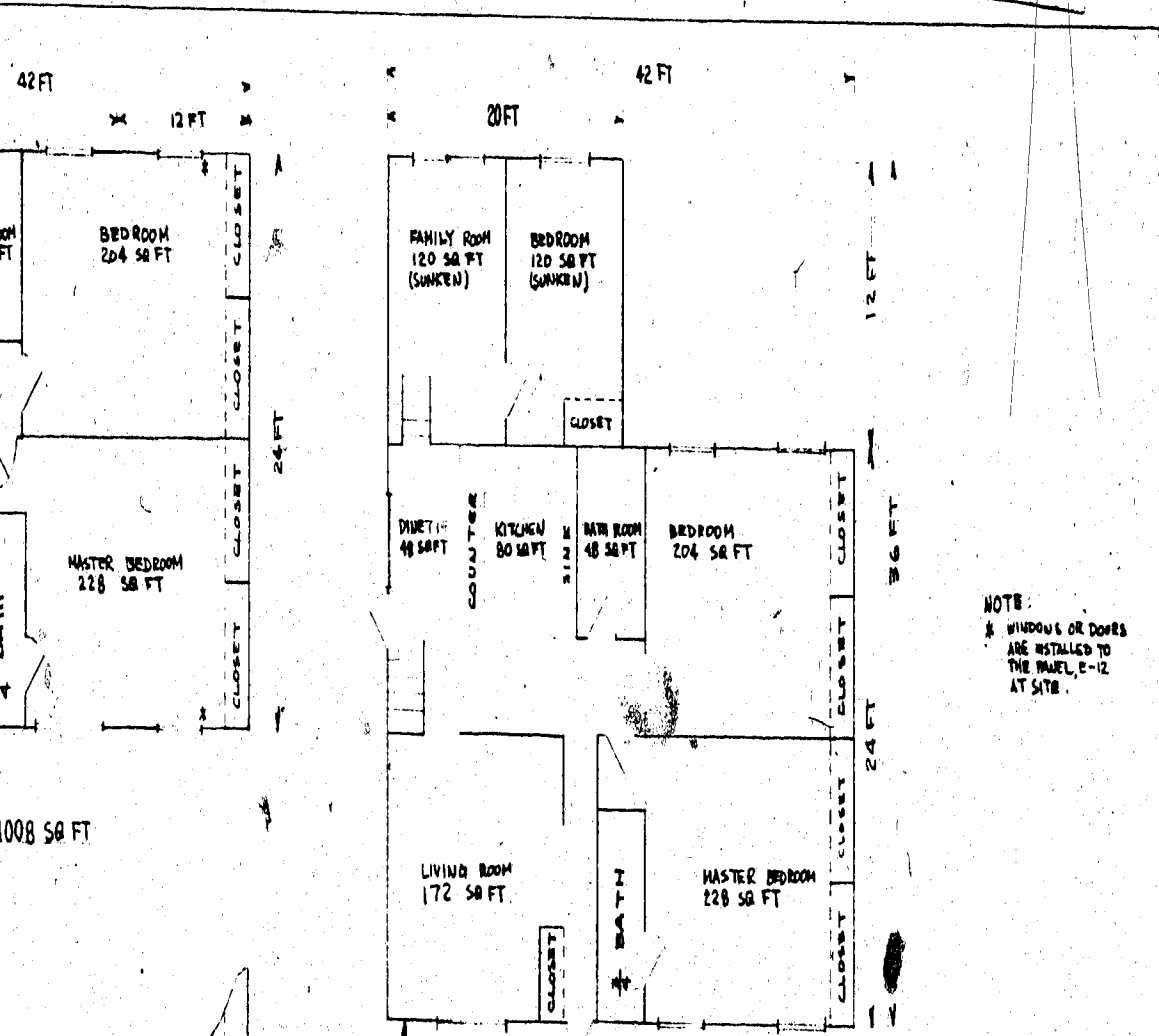 42 FT
12 FT
42 FT
20 FT
CLOSET
BEDROOM
204 SQ FT
CLOSET
24 FT
CLOSET
MASTER BEDROOM
228 SQ FT
CLOSET
BATH
1008 SQ FT
FAMILY ROOM
120 SQ FT
(SUNKEN)
BEDROOM
120 SQ FT
(SUNKEN)
CLOSET
12 FT
48 SQ FT
COUNTER
KITCHEN
80 SQ FT
SINK
BATH ROOM
48 SQ FT
BEDROOM
204 SQ FT
CLOSET
CLOSET
36 FT
24 FT
LIVING ROOM
172 SQ FT
CLOSET
BATH
MASTER BEDROOM
228 SQ FT
CLOSET
CLOSET
NOTE:
* WINDOWS OR DOORS
ARE INSTALLED TO
THE PANEL, E-12
AT SITE.